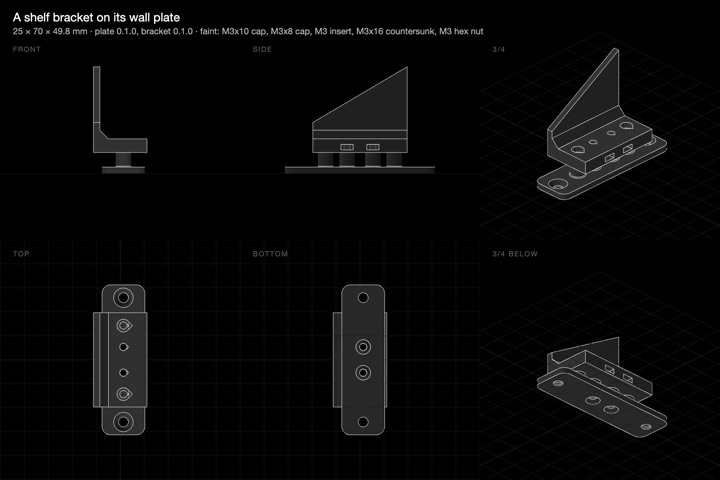 A shelf bracket on its wall plate
25 × 70 × 49.8 mm · plate 0.1.0, bracket 0.1.0 · faint: M3x10 cap, M3x8 cap, M3 insert, M3x16 countersunk, M3 hex nut
FRONT
SIDE
3/4
TOP
BOTTOM
3/4 BELOW